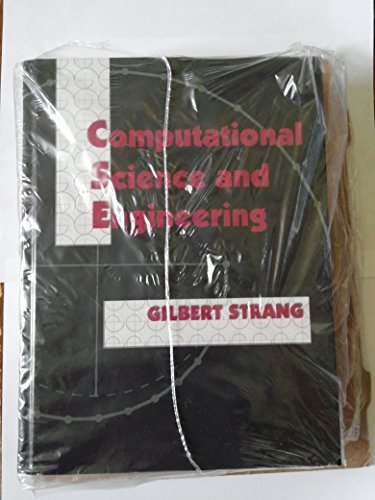 Computational
Science and
Engineering
GILBERT STRANG